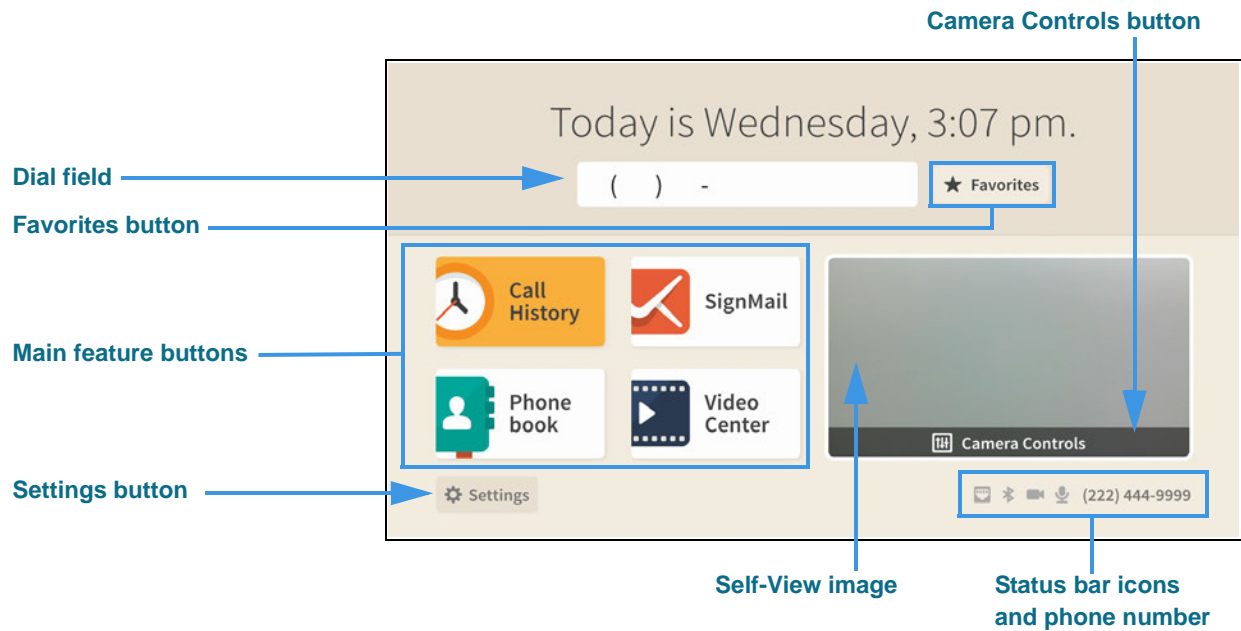 Camera Controls button
Today is Wednesday, 3:07 pm.
Dial field
( ) -
Favorites
Favorites button
Call
History
SignMail
Main feature buttons
Phone
book
Video
Center
Camera Controls
Settings button
Settings
(222) 444-9999
Self-View image
Status bar icons
and phone number